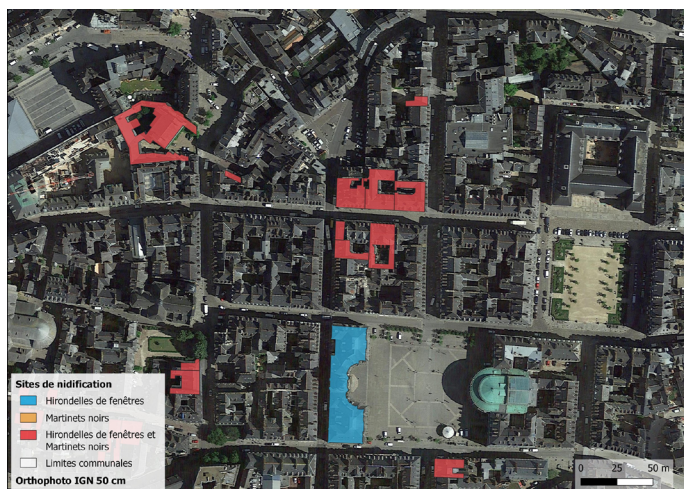 Sites de nidification
Hirondelles de fenêtres
Martinets noirs
Hirondelles de fenêtres et
Martinets noirs
Limites communales
Orthophoto IGN 50 cm
0 25 50 m